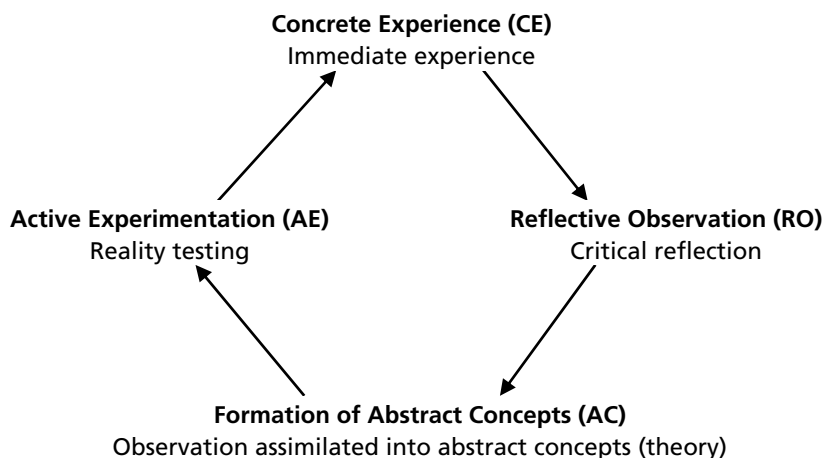 Concrete Experience (CE)
Immediate experience
Active Experimentation (AE)
Reality testing
Reflective Observation (RO)
Critical reflection
Formation of Abstract Concepts (AC)
Observation assimilated into abstract concepts (theory)